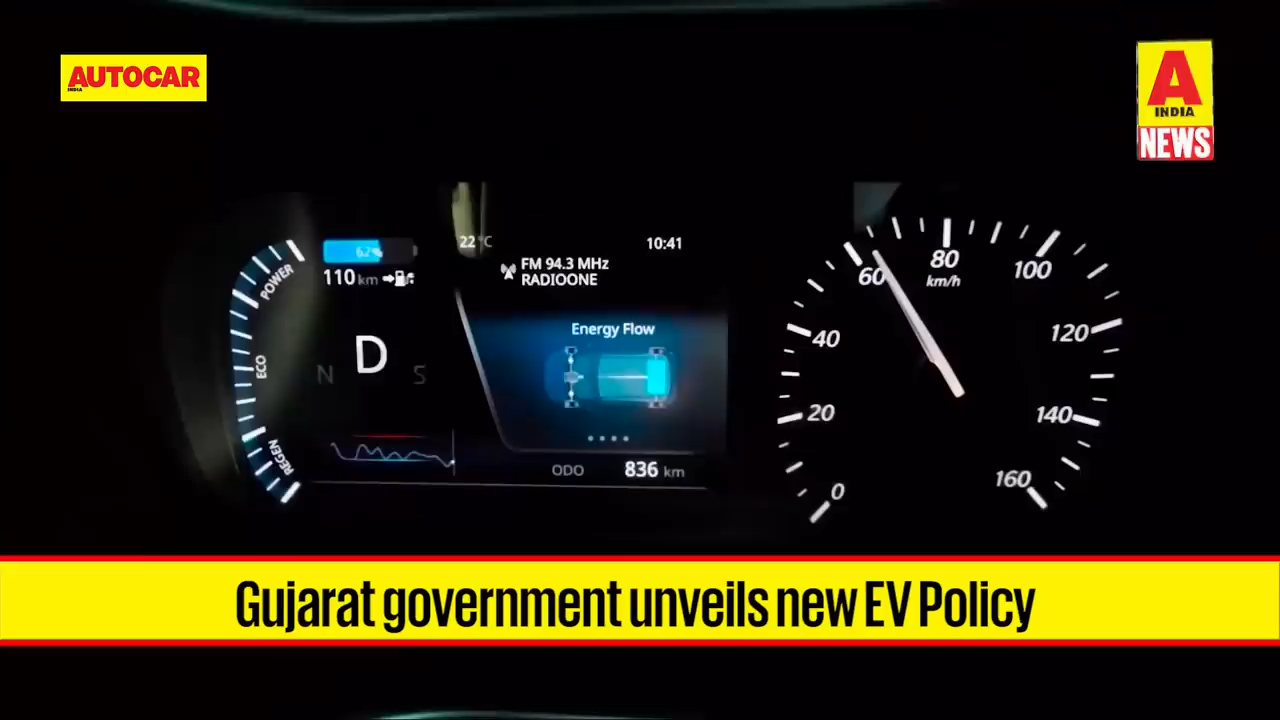 AUTOCAR
INDIA
A
INDIA
NEWS
62%
22°C
10:41
110 km
FM 94.3 MHz
RADIOONE
POWER
ECO
REGEN
N D S
Energy Flow
ODO 836 km
0
20
40
60
80
km/h
100
120
140
160
Gujarat government unveils new EV Policy